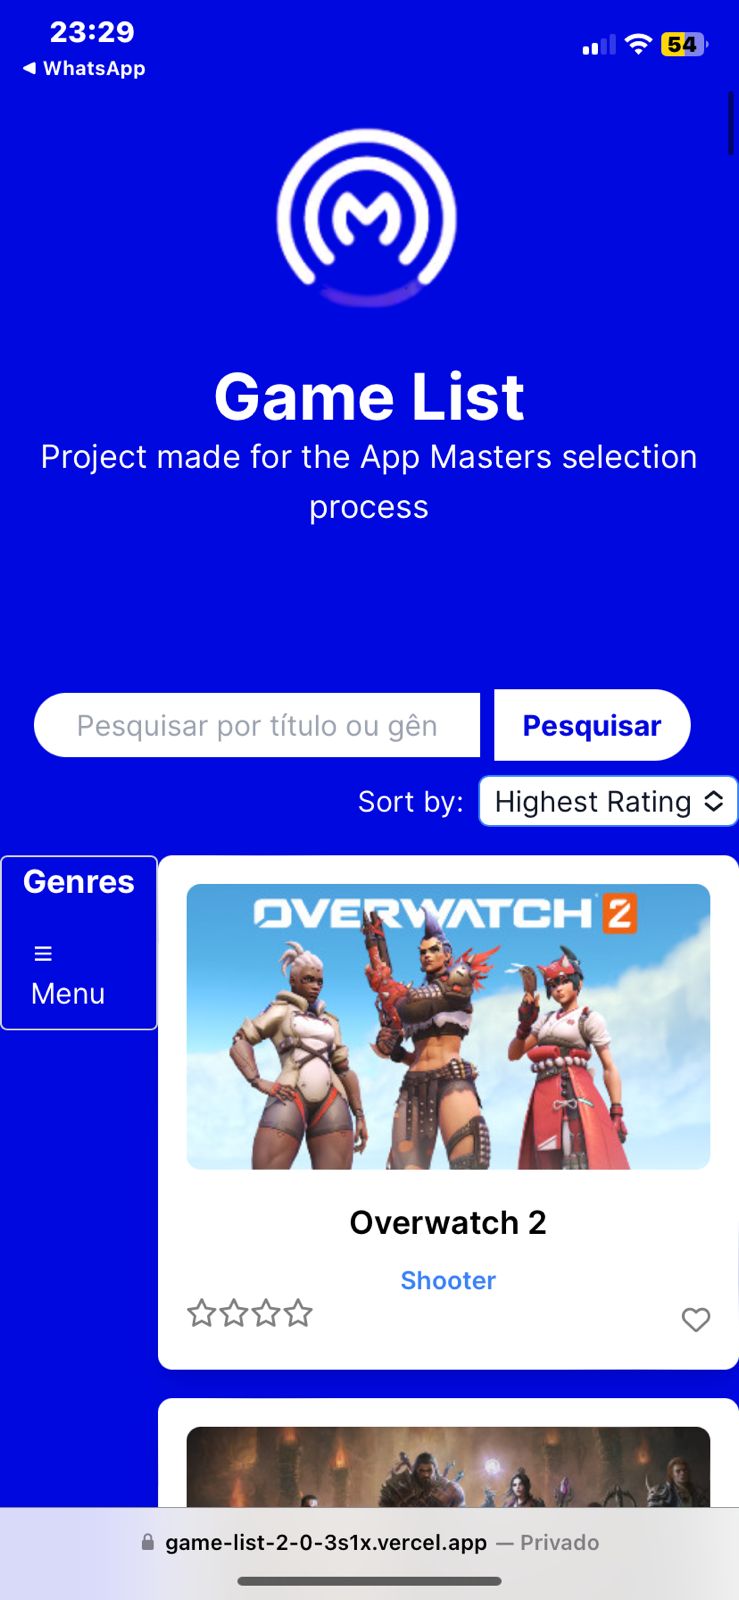 23:29
◀ WhatsApp
54
Game List
Project made for the App Masters selection
process
Pesquisar por título ou gên
Pesquisar
Sort by:
Highest Rating
Genres
Menu
OVERWATCH 2
Overwatch 2
Shooter
game-list-2-0-3s1x.vercel.app — Privado